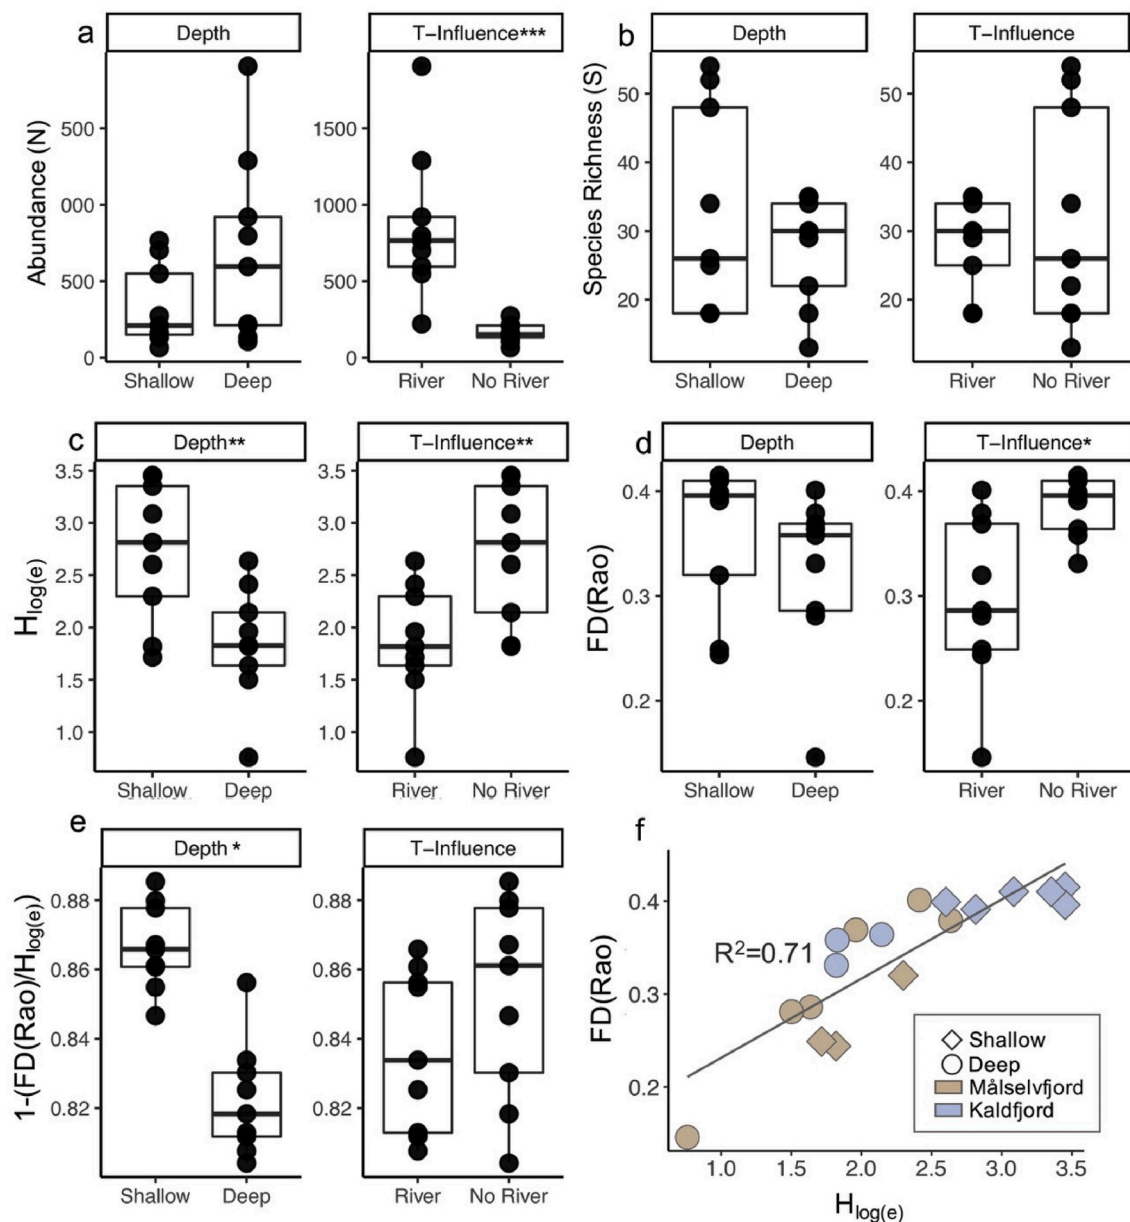 a
Depth
T-Influence***
Abundance (N)
500
000
500
0
1500
1000
500
0
Shallow
Deep
River
No River
b
Depth
T-Influence
Species Richness (S)
50
40
30
20
50
40
30
20
Shallow
Deep
River
No River
c
Depth**
T-Influence**
Hlog(e)
3.5
3.0
2.5
2.0
1.5
1.0
3.5
3.0
2.5
2.0
1.5
1.0
Shallow
Deep
River
No River
d
Depth
T-Influence*
FD(Rao)
0.4
0.3
0.2
0.4
0.3
0.2
Shallow
Deep
River
No River
e
Depth *
T-Influence
1-(FD(Rao)/Hlog(e))
0.88
0.86
0.84
0.82
0.88
0.86
0.84
0.82
Shallow
Deep
River
No River
f
FD(Rao)
0.4
0.3
0.2
R²=0.71
Shallow
Deep
Målselvfjord
Kaldfjord
1.0
1.5
2.0
2.5
3.0
3.5
Hlog(e)